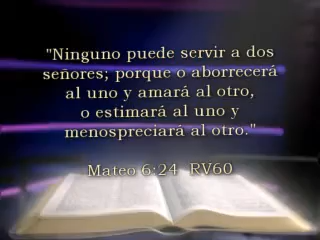 "Ninguno puede servir a dos
señores; porque o aborrecerá
al uno y amará al otro,
o estimará al uno y
menospreciará al otro."
Mateo 6:24 RV60